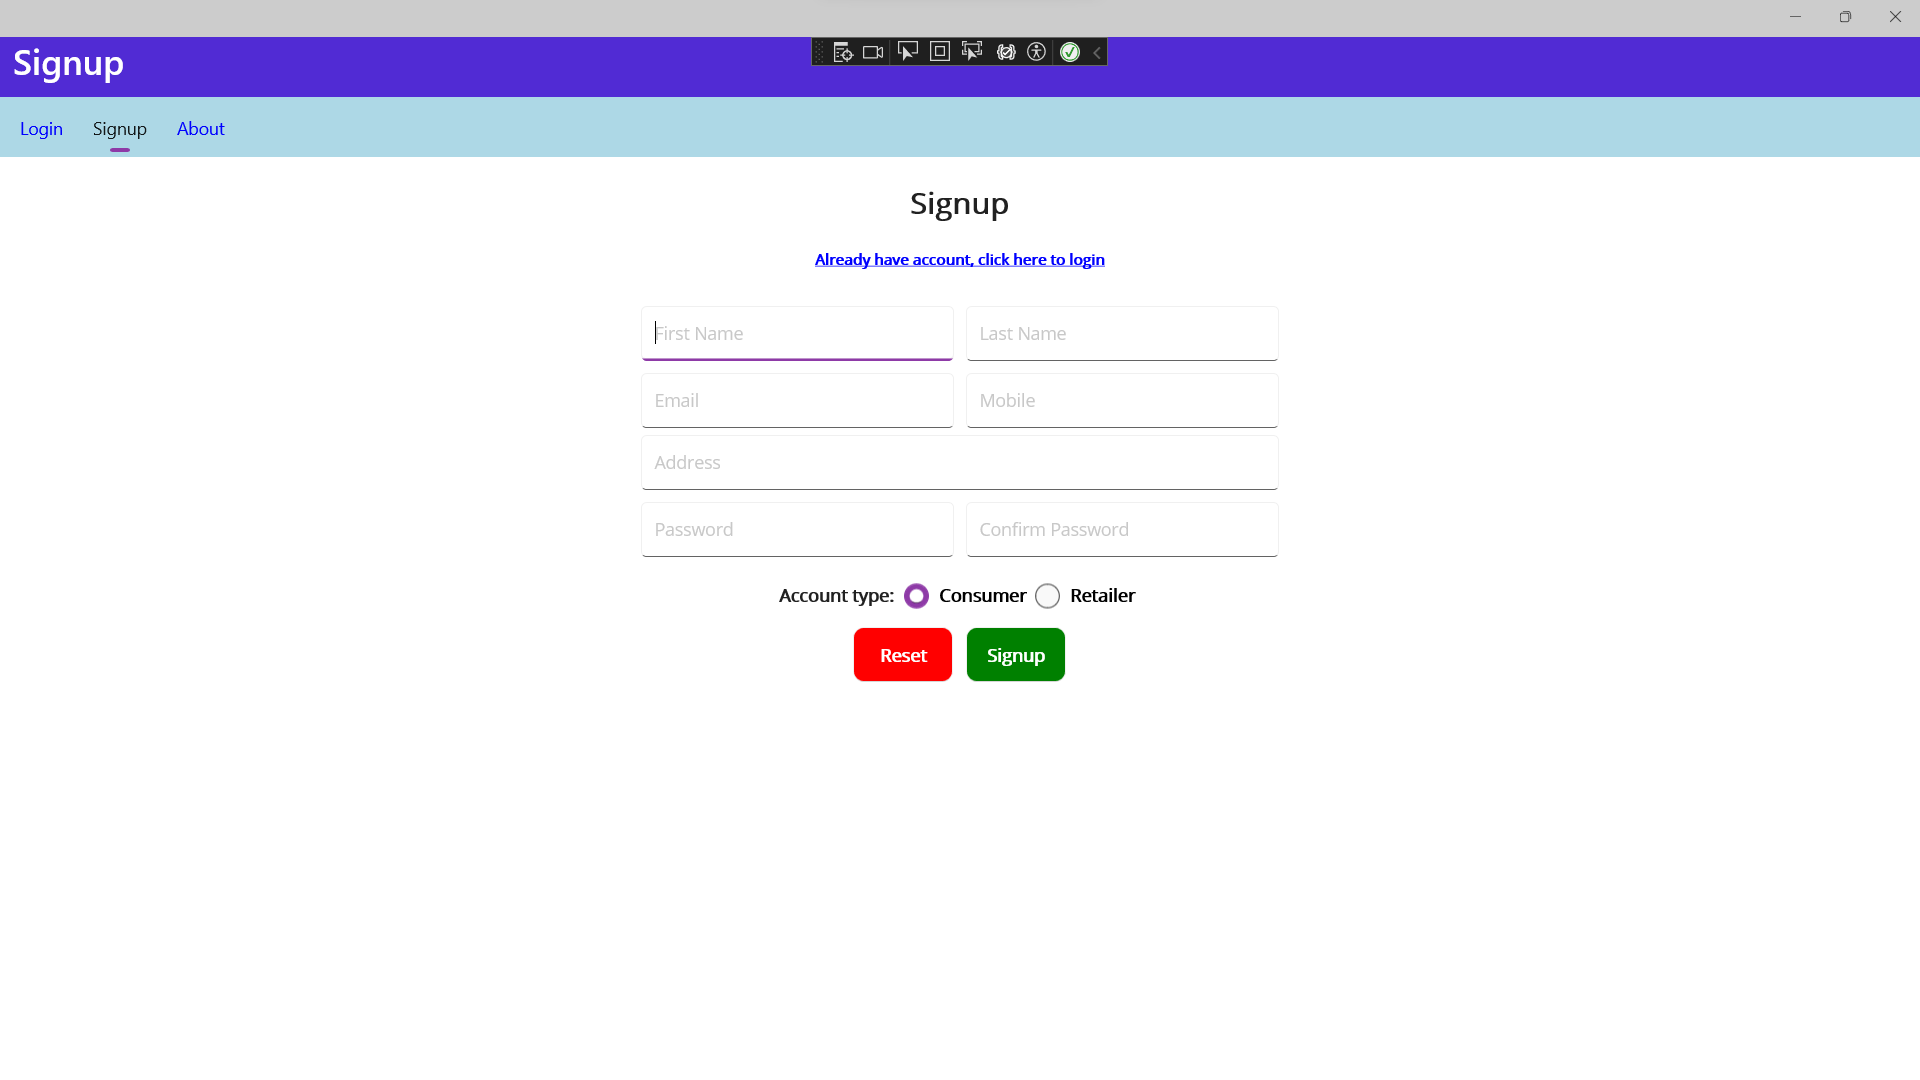 Signup
Login Signup About
Signup
Already have account, click here to login
First Name Last Name
Email Mobile
Address
Password Confirm Password
Account type: Consumer Retailer
Reset Signup